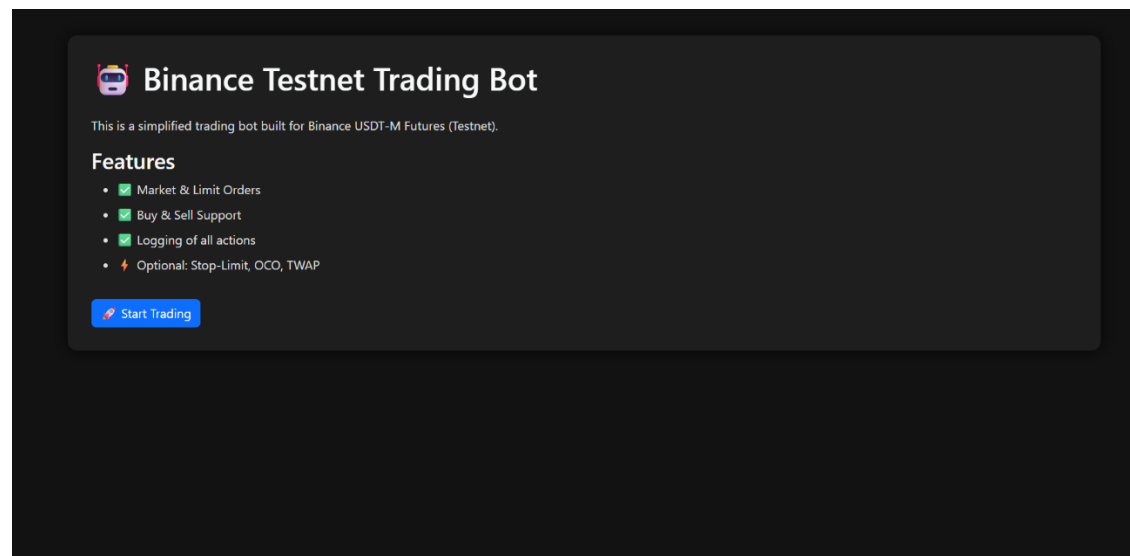 🤖 Binance Testnet Trading Bot
This is a simplified trading bot built for Binance USDT-M Futures (Testnet).
Features
• ✅ Market & Limit Orders
• ✅ Buy & Sell Support
• ✅ Logging of all actions
• ⚡ Optional: Stop-Limit, OCO, TWAP
🚀 Start Trading